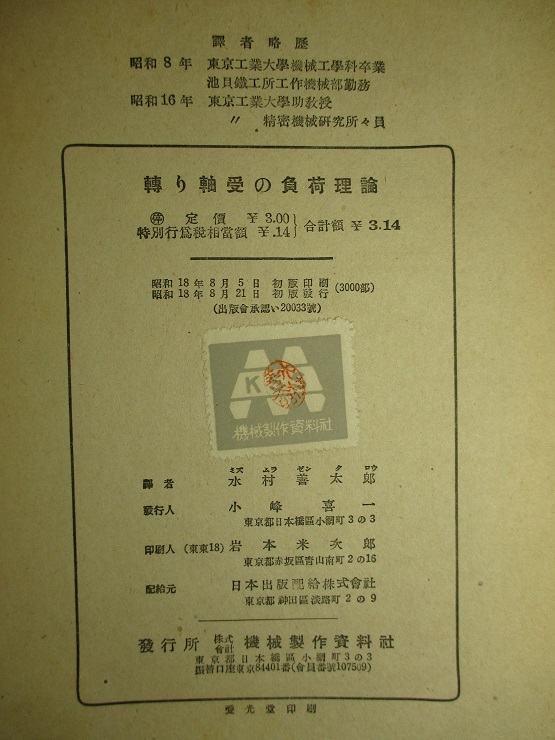 譯者略歷
昭和8年 東京工業大學機械工學科卒業
池貝鐵工所工作機械部勤務
昭和16年 東京工業大學助教授
〃 精密機械硏究所々員
轉り軸受の負荷理論
㊞ 定價 ¥3.00
特別行爲稅相當額 ¥.14
合計額 ¥3.14
昭和18年8月5日 初版印刷
昭和18年8月21日 初版發行
(3000部)
(出版會承認い20033號)
K
機械製作資料社
ミズ ムラ ゼン タ ロウ
譯者 水村善太郎
發行人 小峰喜一
東京都日本橋區小網町3の3
印刷人 (東東18) 岩本米次郎
東京都赤坂區靑山南町2の16
配給元 日本出版配給株式會社
東京都神田區淡路町2の9
發行所 株式會社 機械製作資料社
東京都日本橋區小網町3の3
振替口座東京84401番(會員番號107509)
愛光堂印刷